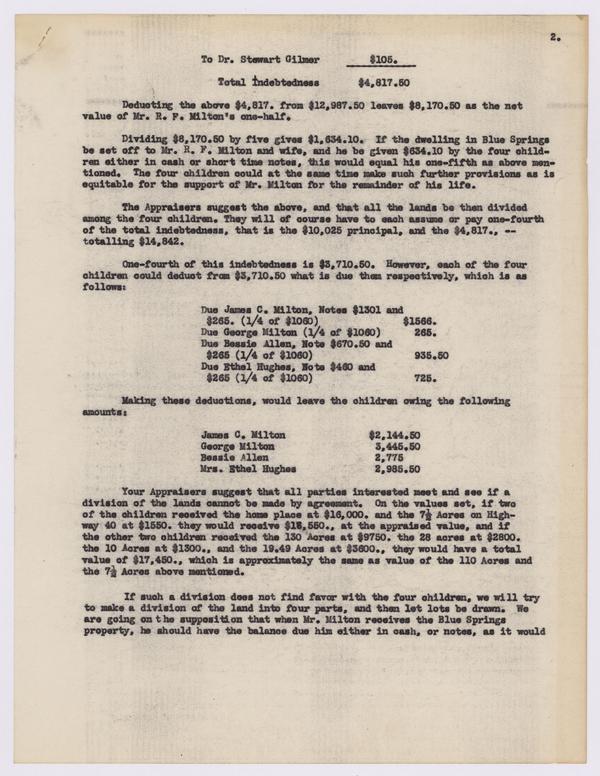 2.
To Dr. Stewart Gilmer $105.
Total Indebtedness $4,817.50
Deducting the above $4,817. from $12,987.50 leaves $8,170.50 as the net
value of Mr. R. F. Milton's one-half.
Dividing $8,170.50 by five gives $1,634.10. If the dwelling in Blue Springs
be set off to Mr. R. F. Milton and wife, and he be given $634.10 by the four child-
ren either in cash or short time notes, this would equal his one-fifth as above men-
tioned. The four children could at the same time make such further provisions as is
equitable for the support of Mr. Milton for the remainder of his life.
The Appraisers suggest the above, and that all the lands be then divided
among the four children. They will of course have to each assume or pay one-fourth
of the total indebtedness, that is the $10,025 principal, and the $4,817., --
totalling $14,842.
One-fourth of this indebtedness is $3,710.50. However, each of the four
children could deduct from $3,710.50 what is due them respectively, which is as
follows:
Due James C. Milton, Notes $1301 and
$265. (1/4 of $1060) $1566.
Due George Milton (1/4 of $1060) 265.
Due Bessie Allen, Note $670.50 and
$265 (1/4 of $1060) 935.50
Due Ethel Hughes, Note $460 and
$265 (1/4 of $1060) 725.
Making these deductions, would leave the children owing the following
amounts:
James C. Milton $2,144.50
George Milton 3,445.50
Bessie Allen 2,775
Mrs. Ethel Hughes 2,985.50
Your Appraisers suggest that all parties interested meet and see if a
division of the lands cannot be made by agreement. On the values set, if two
of the children received the home place at $16,000. and the 7½ Acres on High-
way 40 at $1550. they would receive $18,550., at the appraised value, and if
the other two children received the 130 Acres at $9750. the 28 acres at $2800.
the 10 Acres at $1300., and the 19.49 Acres at $3600., they would have a total
value of $17,450., which is approximately the same as value of the 110 Acres and
the 7½ Acres above mentioned.
If such a division does not find favor with the four children, we will try
to make a division of the land into four parts, and then let lots be drawn. We
are going on the supposition that when Mr. Milton receives the Blue Springs
property, he should have the balance due him either in cash, or notes, as it would